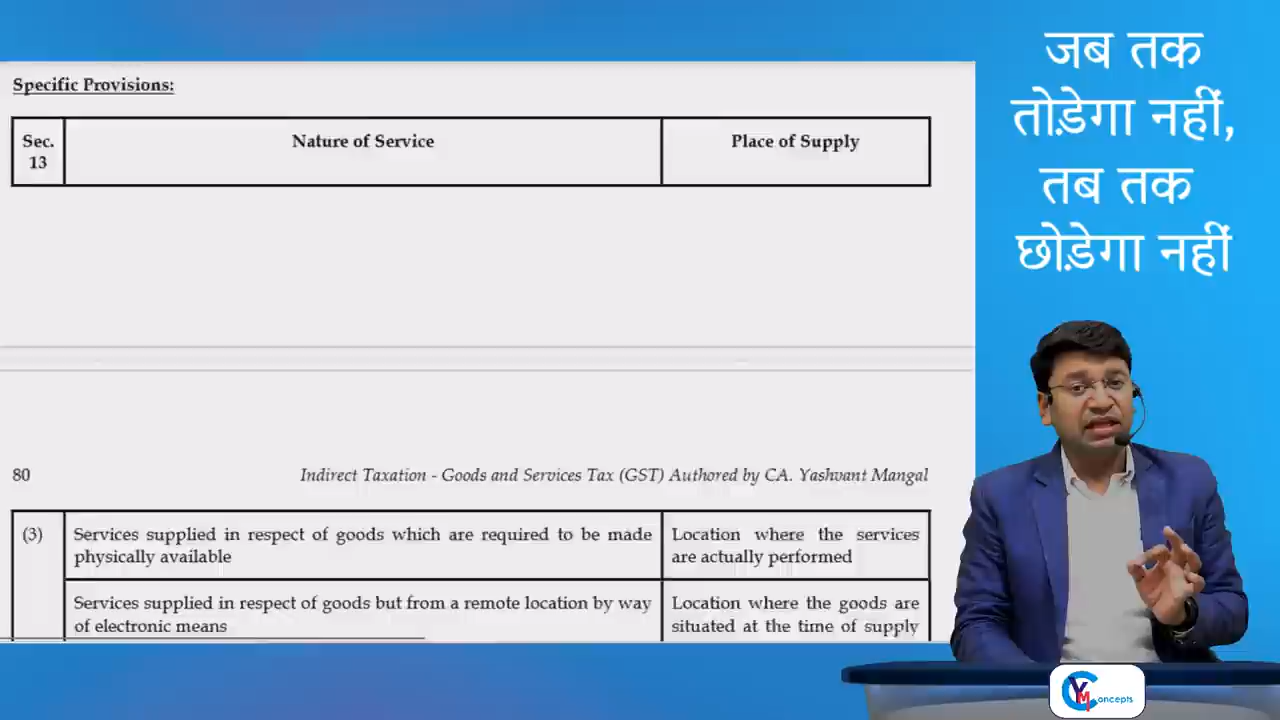 Specific Provisions:
Sec.
13
Nature of Service
Place of Supply
80
Indirect Taxation - Goods and Services Tax (GST) Authored by CA. Yashvant Mangal
(3)
Services supplied in respect of goods which are required to be made
physically available
Location where the services
are actually performed
Services supplied in respect of goods but from a remote location by way
of electronic means
Location where the goods are
situated at the time of supply
जब तक
तोड़ेगा नहीं,
तब तक
छोड़ेगा नहीं
YM Concepts